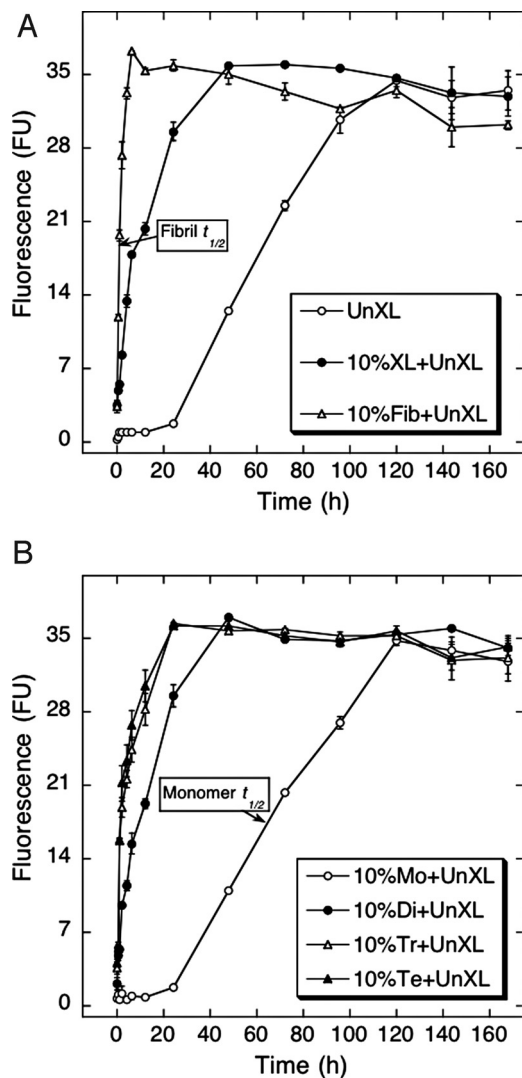 A
Fluorescence (FU)
35
28
21
14
7
0
Fibril t 1/2
UnXL
10%XL+UnXL
10%Fib+UnXL
0 20 40 60 80 100 120 140 160
Time (h)
B
Fluorescence (FU)
35
28
21
14
7
0
Monomer t 1/2
10%Mo+UnXL
10%Di+UnXL
10%Tr+UnXL
10%Te+UnXL
0 20 40 60 80 100 120 140 160
Time (h)